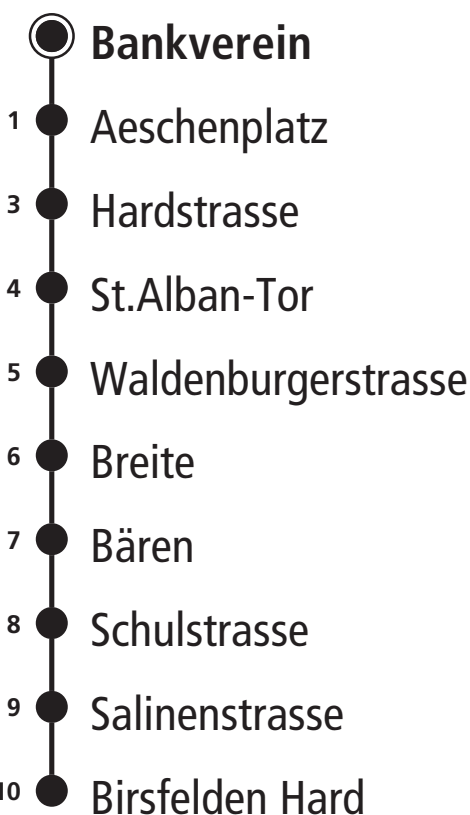 Bankverein
1 Aeschenplatz
3 Hardstrasse
4 St.Alban-Tor
5 Waldenburgerstrasse
6 Breite
7 Bären
8 Schulstrasse
9 Salinenstrasse
10 Birsfelden Hard